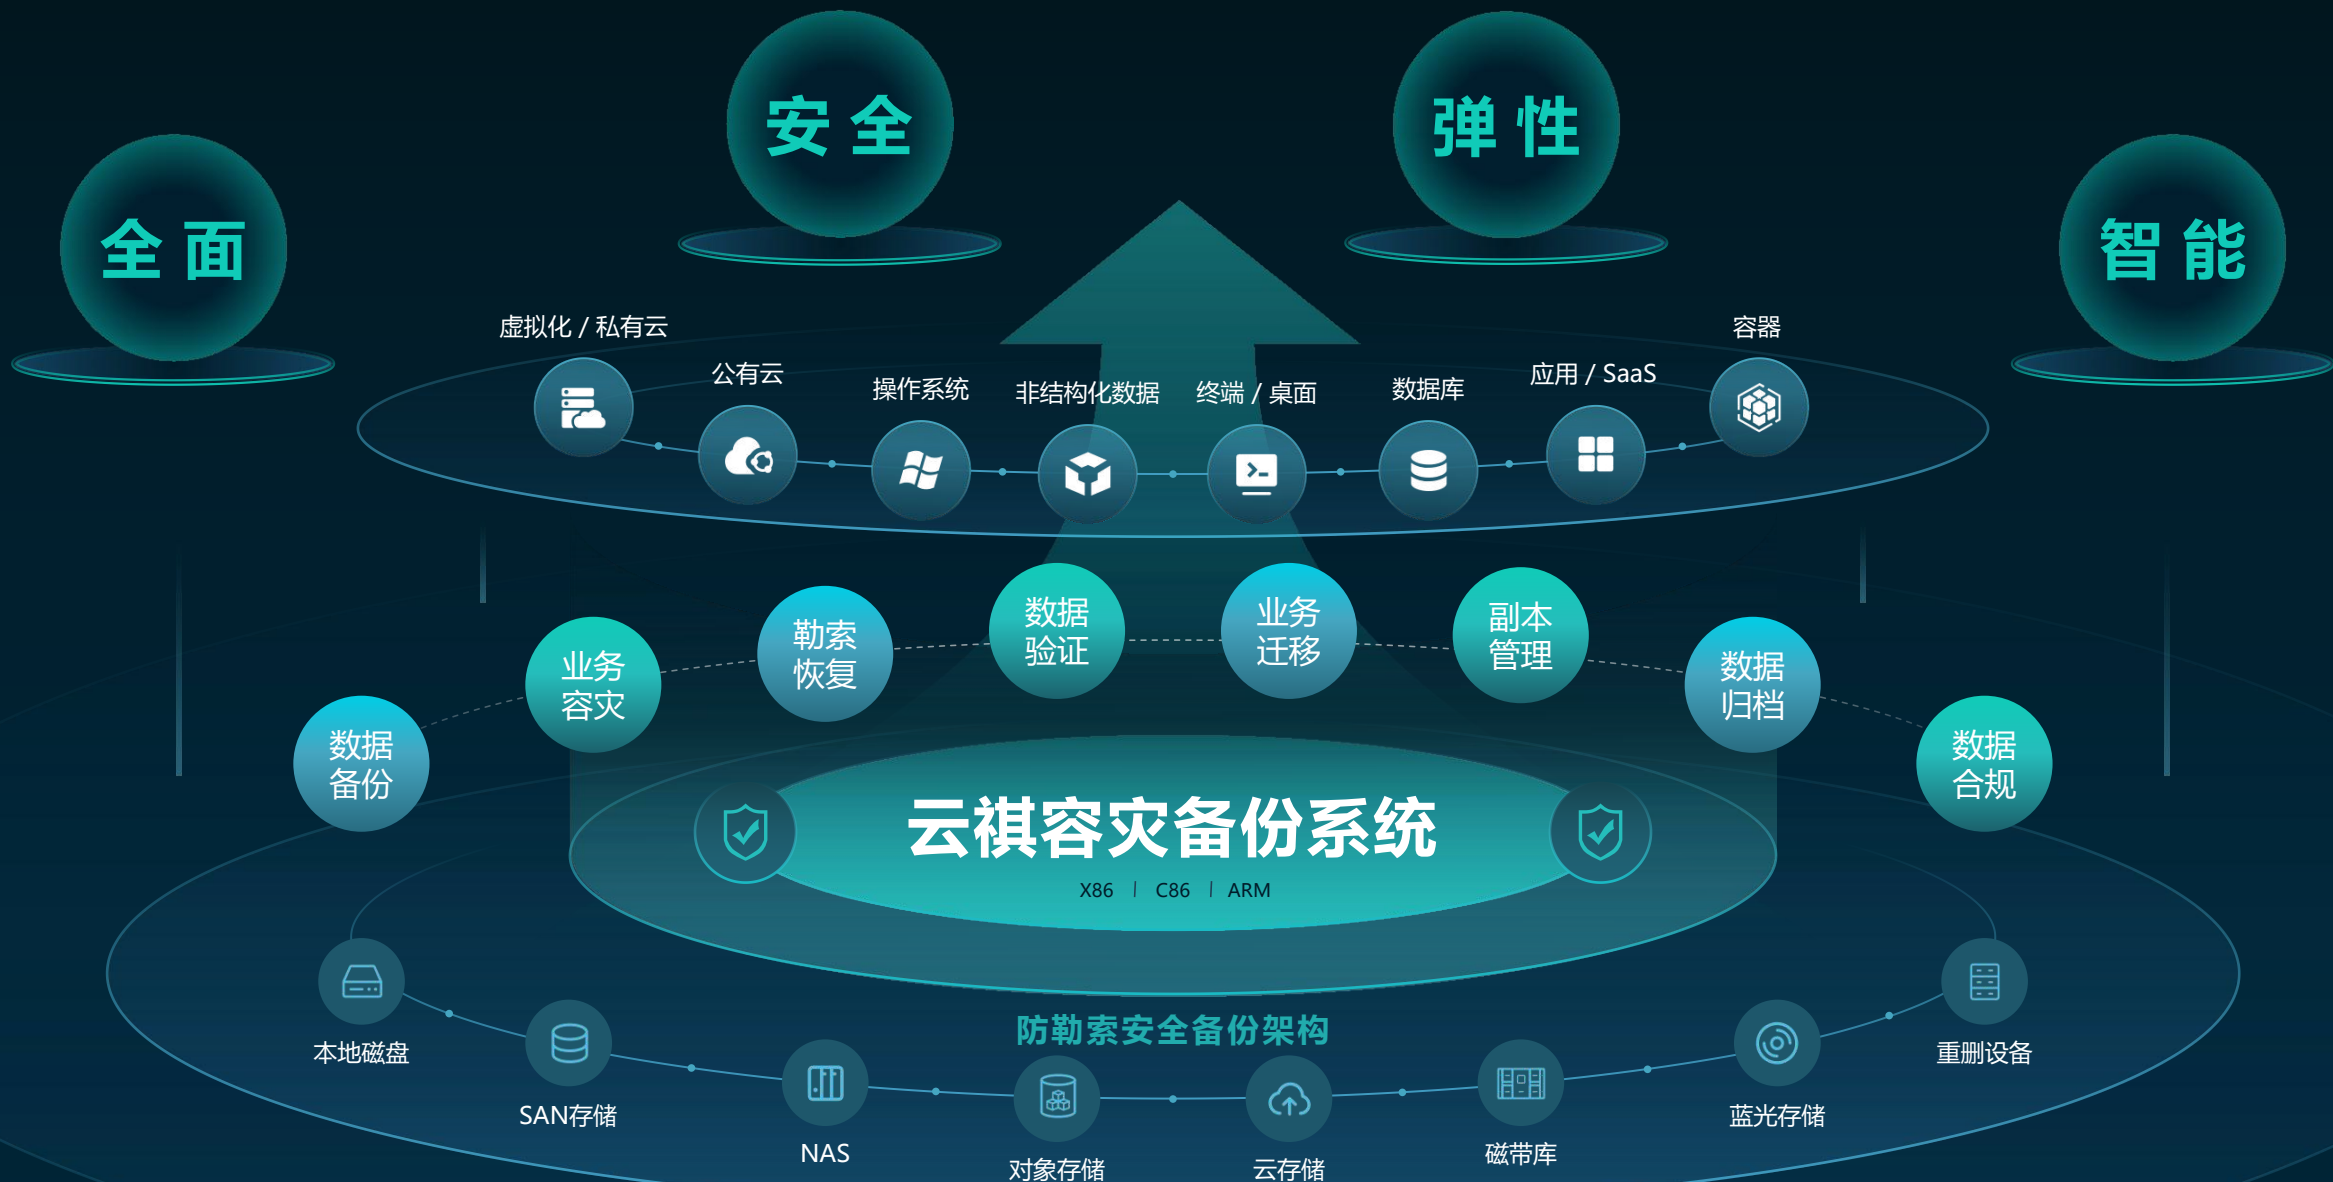 安全
弹性
全面
智能
虚拟化 / 私有云
公有云
操作系统
非结构化数据
终端 / 桌面
数据库
应用 / SaaS
容器
数据
备份
业务
容灾
勒索
恢复
数据
验证
业务
迁移
副本
管理
数据
归档
数据
合规
云祺容灾备份系统
X86 | C86 | ARM
防勒索安全备份架构
本地磁盘
SAN存储
NAS
对象存储
云存储
磁带库
蓝光存储
重删设备